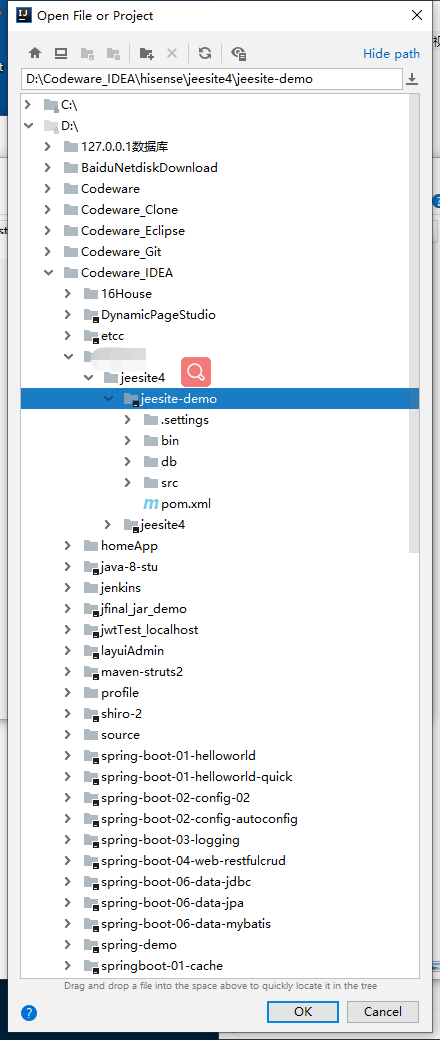 Open File or Project
Hide path
D:\Codeware_IDEA\hisense\jeesite4\jeesite-demo
C:\
D:\
127.0.0.1数据库
BaiduNetdiskDownload
Codeware
Codeware_Clone
Codeware_Eclipse
Codeware_Git
Codeware_IDEA
16House
DynamicPageStudio
etcc
jeesite4
jeesite-demo
.settings
bin
db
src
pom.xml
jeesite4
homeApp
java-8-stu
jenkins
jfinal_jar_demo
jwtTest_localhost
layuiAdmin
maven-struts2
profile
shiro-2
source
spring-boot-01-helloworld
spring-boot-01-helloworld-quick
spring-boot-02-config-02
spring-boot-02-config-autoconfig
spring-boot-03-logging
spring-boot-04-web-restfulcrud
spring-boot-06-data-jdbc
spring-boot-06-data-jpa
spring-boot-06-data-mybatis
spring-demo
springboot-01-cache
Drag and drop a file into the space above to quickly locate it in the tree
OK
Cancel